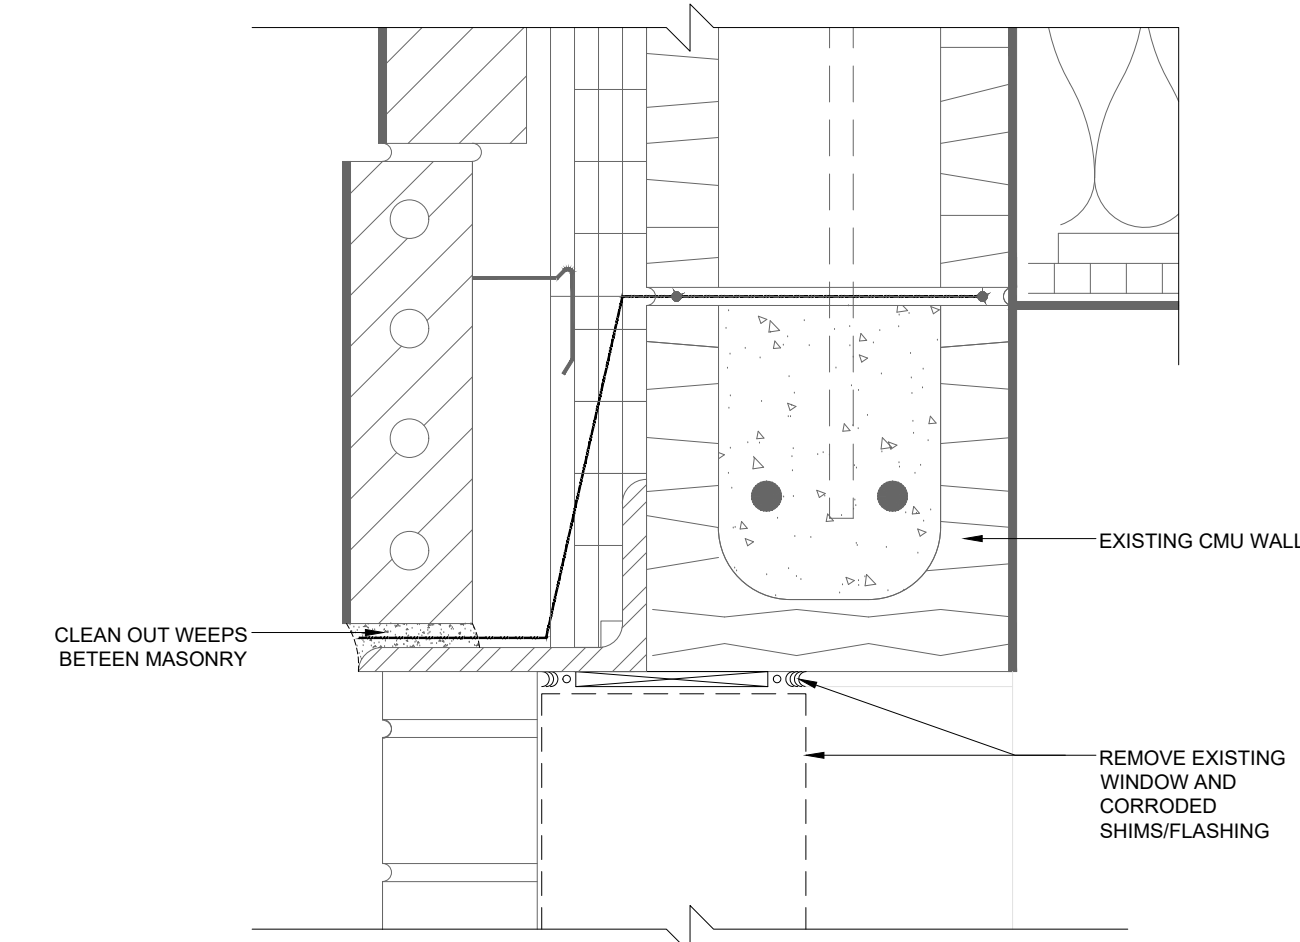 EXISTING CMU WALL
CLEAN OUT WEEPS
BETEEN MASONRY
REMOVE EXISTING
WINDOW AND
CORRODED
SHIMS/FLASHING